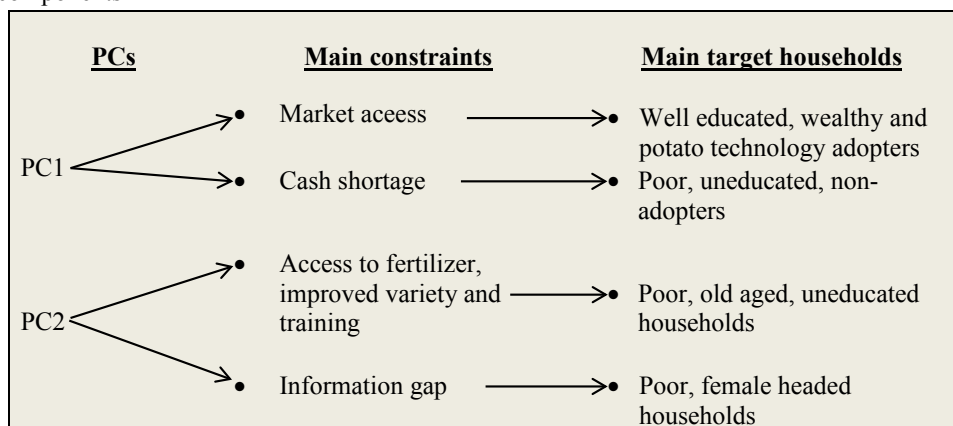 PCs Main constraints Main target households
Market aceess Well educated, wealthy and
potato technology adopters
PC1
Cash shortage Poor, uneducated, non-
adopters
Access to fertilizer,
improved variety and Poor, old aged, uneducated
training households
PC2
Information gap Poor, female headed
households